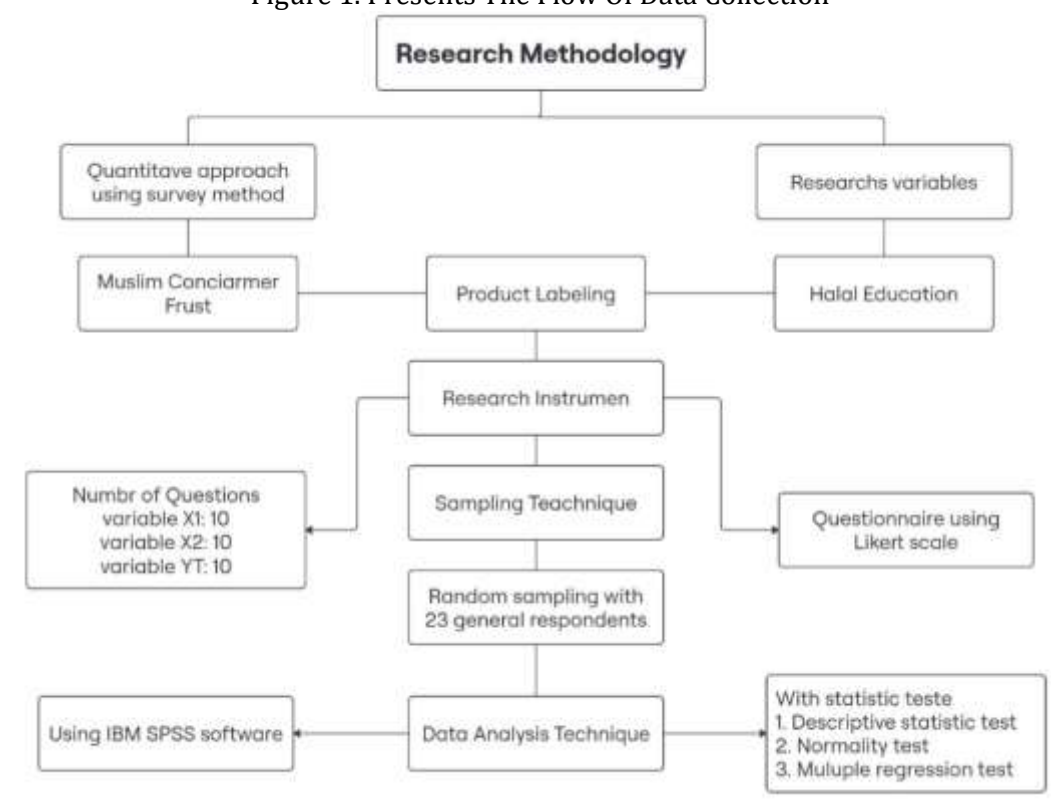 Figure 1. Presents The Flow Of Data Collection
Research Methodology
Quantitave approach
using survey method
Researchs variables
Muslim Conciarmer
Frust
Product Labeling
Halal Education
Research Instrumen
Numbr of Questions
variable X1: 10
variable X2: 10
variable YT: 10
Sampling Teachnique
Questionnaire using
Likert scale
Random sampling with
23 general respondents
Using IBM SPSS software
Data Analysis Technique
With statistic teste
1. Descriptive statistic test
2. Normality test
3. Muluple regression test